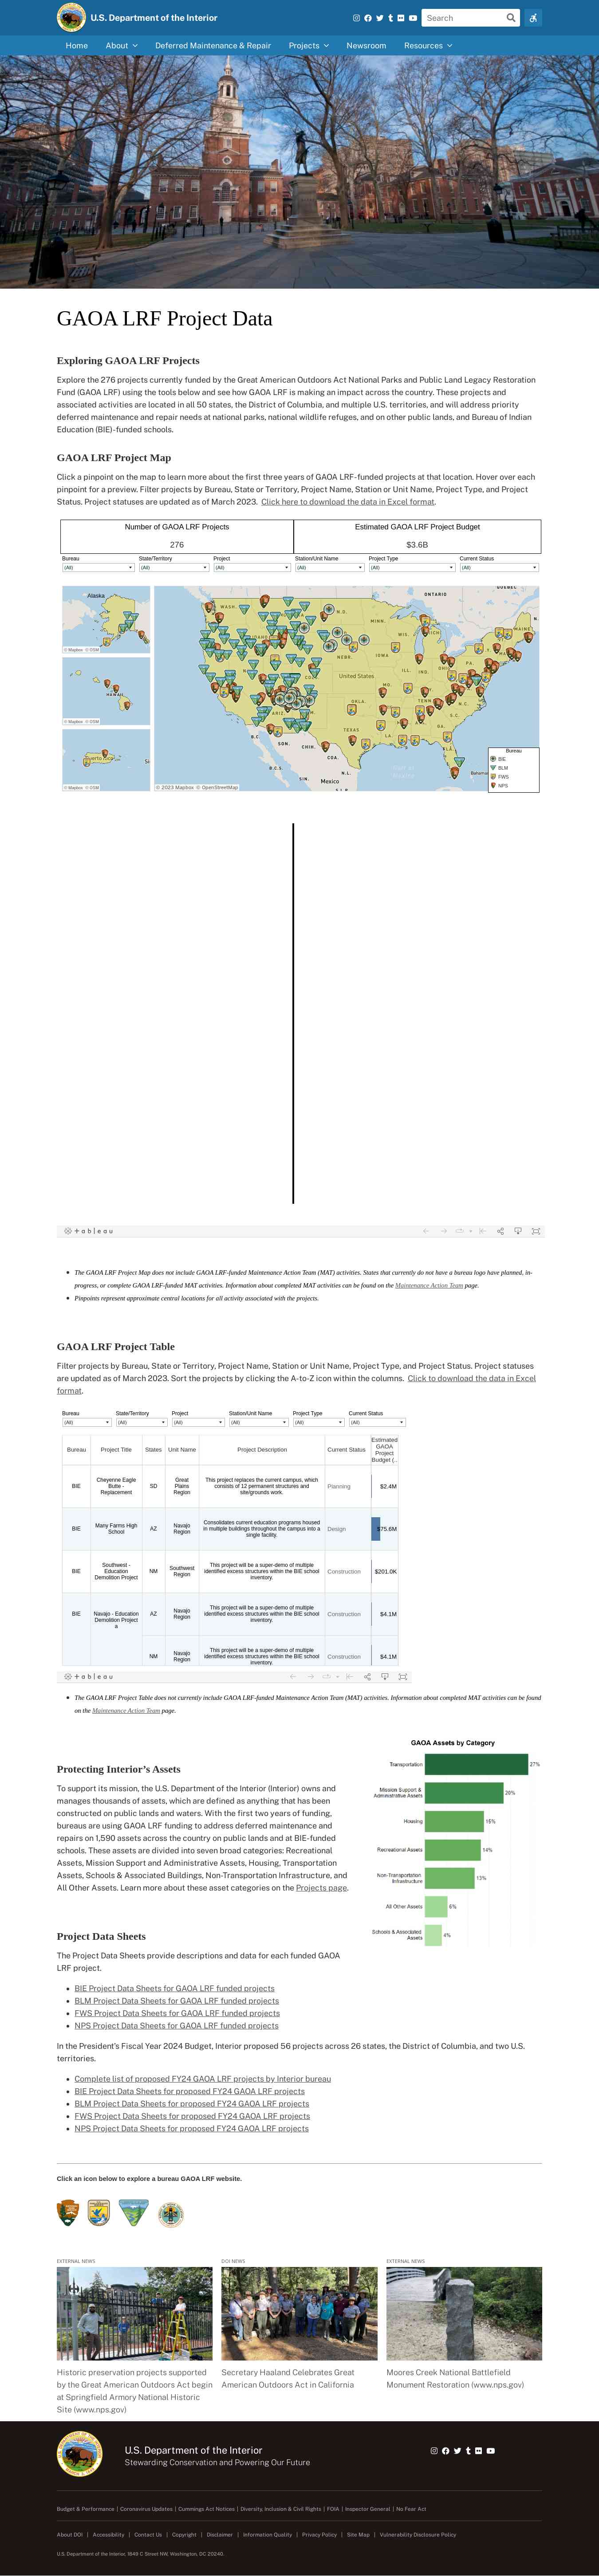 U.S. Department of the Interior
Search
Home About Deferred Maintenance & Repair Projects Newsroom Resources
GAOA LRF Project Data
Exploring GAOA LRF Projects
Explore the 276 projects currently funded by the Great American Outdoors Act National Parks and Public Land Legacy Restoration
Fund (GAOA LRF) using the tools below and see how GAOA LRF is making an impact across the country. These projects and
associated activities are located in all 50 states, the District of Columbia, and multiple U.S. territories, and will address priority
deferred maintenance and repair needs at national parks, national wildlife refuges, and on other public lands, and Bureau of Indian
Education (BIE)-funded schools.
GAOA LRF Project Map
Click a pinpoint on the map to learn more about the first three years of GAOA LRF-funded projects at that location. Hover over each
pinpoint for a preview. Filter projects by Bureau, State or Territory, Project Name, Station or Unit Name, Project Type, and Project
Status. Project statuses are updated as of March 2023. Click here to download the data in Excel format.
Number of GAOA LRF Projects
276
Estimated GAOA LRF Project Budget
$3.6B
Bureau State/Territory Project Station/Unit Name Project Type Current Status
(All) (All) (All) (All) (All) (All)
Alaska
© Mapbox © OSM
HAWAII
© Mapbox © OSM
Puerto Rico
© Mapbox © OSM
QUEBEC
ONTARIO
WASH.
N.D.
IDAHO
MINN.
WIS.
NEBR.
IOWA
ILL.
IND.
United States
MO.
TENN.
ARIZ.
TEXAS
LA.
GA.
S.C.
B.C.
SON.
CHIH.
COA.
N.L.
B.C.S.
SIN.
Mexico
Gulf of
Mexico
Bahamas
© 2023 Mapbox © OpenStreetMap
Bureau
BIE
BLM
FWS
NPS
+ableau
The GAOA LRF Project Map does not include GAOA LRF-funded Maintenance Action Team (MAT) activities. States that currently do not have a bureau logo have planned, in-
progress, or complete GAOA LRF-funded MAT activities. Information about completed MAT activities can be found on the Maintenance Action Team page.
Pinpoints represent approximate central locations for all activity associated with the projects.
GAOA LRF Project Table
Filter projects by Bureau, State or Territory, Project Name, Station or Unit Name, Project Type, and Project Status. Project statuses
are updated as of March 2023. Sort the projects by clicking the A-to-Z icon within the columns. Click to download the data in Excel
format.
Bureau State/Territory Project Station/Unit Name Project Type Current Status
(All) (All) (All) (All) (All) (All)
Bureau Project Title States Unit Name Project Description Current Status Estimated GAOA Project Budget (..
BIE Cheyenne Eagle Butte - Replacement SD Great Plains Region This project replaces the current campus, which consists of 12 permanent structures and site/grounds work. Planning $2.4M
BIE Many Farms High School AZ Navajo Region Consolidates current education programs housed in multiple buildings throughout the campus into a single facility. Design $75.6M
BIE Southwest - Education Demolition Project NM Southwest Region This project will be a super-demo of multiple identified excess structures within the BIE school inventory. Construction $201.0K
BIE Navajo - Education Demolition Project a AZ Navajo Region This project will be a super-demo of multiple identified excess structures within the BIE school inventory. Construction $4.1M
NM Navajo Region This project will be a super-demo of multiple identified excess structures within the BIE school inventory. Construction $4.1M
+ableau
The GAOA LRF Project Table does not currently include GAOA LRF-funded Maintenance Action Team (MAT) activities. Information about completed MAT activities can be found
on the Maintenance Action Team page.
Protecting Interior's Assets
To support its mission, the U.S. Department of the Interior (Interior) owns and
manages thousands of assets, which are defined as anything that has been
constructed on public lands and waters. With the first two years of funding,
bureaus are using GAOA LRF funding to address deferred maintenance and
repairs on 1,590 assets across the country on public lands and at BIE-funded
schools. These assets are divided into seven broad categories: Recreational
Assets, Mission Support and Administrative Assets, Housing, Transportation
Assets, Schools & Associated Buildings, Non-Transportation Infrastructure, and
All Other Assets. Learn more about these asset categories on the Projects page.
GAOA Assets by Category
Transportation 27%
Mission Support & Administrative Assets 20%
Housing 15%
Recreational Assets 14%
Non-Transportation Infrastructure 13%
All Other Assets 6%
Schools & Associated Assets 4%
Project Data Sheets
The Project Data Sheets provide descriptions and data for each funded GAOA
LRF project.
BIE Project Data Sheets for GAOA LRF funded projects
BLM Project Data Sheets for GAOA LRF funded projects
FWS Project Data Sheets for GAOA LRF funded projects
NPS Project Data Sheets for GAOA LRF funded projects
In the President's Fiscal Year 2024 Budget, Interior proposed 56 projects across 26 states, the District of Columbia, and two U.S.
territories.
Complete list of proposed FY24 GAOA LRF projects by Interior bureau
BIE Project Data Sheets for proposed FY24 GAOA LRF projects
BLM Project Data Sheets for proposed FY24 GAOA LRF projects
FWS Project Data Sheets for proposed FY24 GAOA LRF projects
NPS Project Data Sheets for proposed FY24 GAOA LRF projects
Click an icon below to explore a bureau GAOA LRF website.
EXTERNAL NEWS
Historic preservation projects supported
by the Great American Outdoors Act begin
at Springfield Armory National Historic
Site (www.nps.gov)
DOI NEWS
Secretary Haaland Celebrates Great
American Outdoors Act in California
EXTERNAL NEWS
Moores Creek National Battlefield
Monument Restoration (www.nps.gov)
U.S. Department of the Interior
Stewarding Conservation and Powering Our Future
Budget & Performance | Coronavirus Updates | Cummings Act Notices | Diversity, Inclusion & Civil Rights | FOIA | Inspector General | No Fear Act
About DOI | Accessibility | Contact Us | Copyright | Disclaimer | Information Quality | Privacy Policy | Site Map | Vulnerability Disclosure Policy
U.S. Department of the Interior, 1849 C Street NW, Washington, DC 20240.